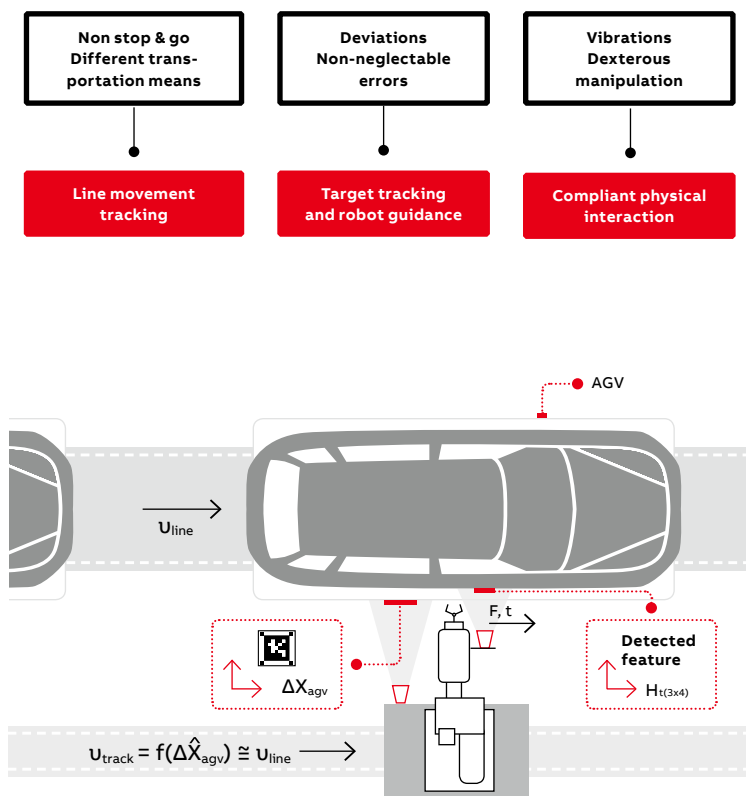 Non stop & go
Different trans-
portation means
Deviations
Non-neglectable
errors
Vibrations
Dexterous
manipulation
Line movement
tracking
Target tracking
and robot guidance
Compliant physical
interaction
AGV
υline
F, t
ΔXagv
Detected
feature
Ht(3x4)
υtrack = f(ΔX̂agv) ≅ υline